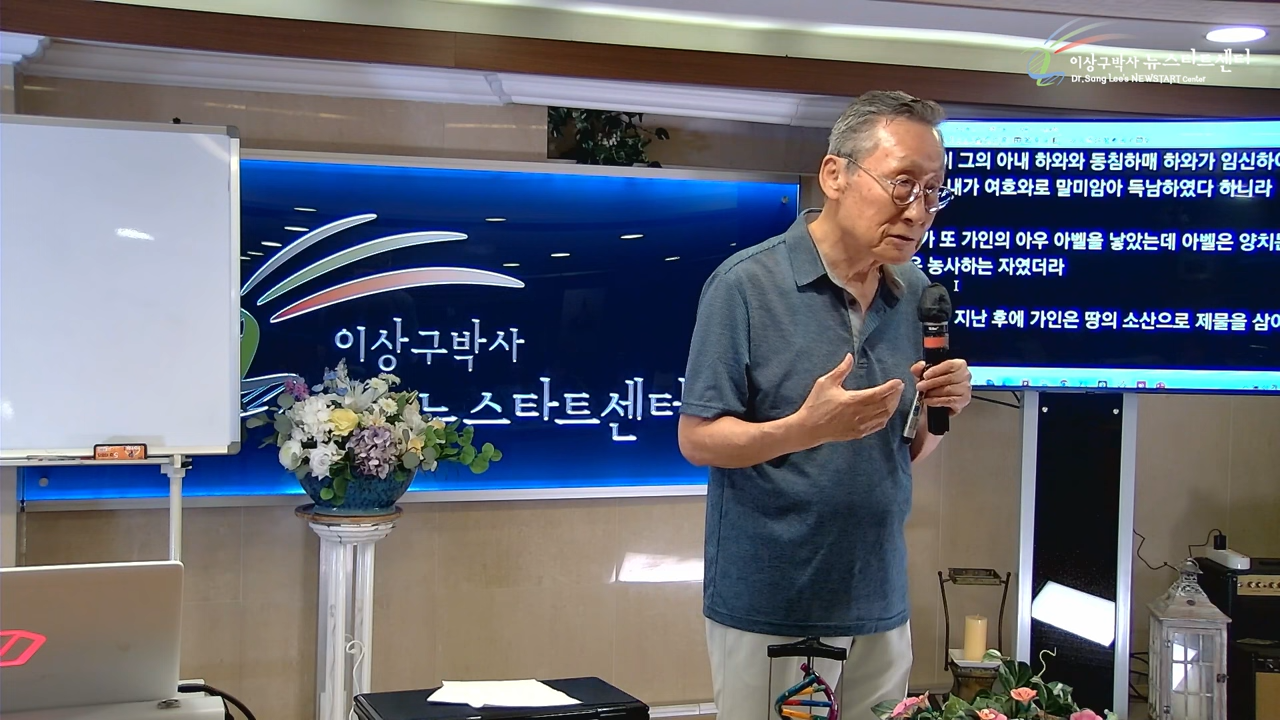 이상구박사 뉴스타트센터
Dr. Sang Lee's NEWSTART Center
이 그의 아내 하와와 동침하매 하와가 임신하여
내가 여호와로 말미암아 득남하였다 하니라
가 또 가인의 아우 아벨을 낳았는데 아벨은 양치는
농사하는 자였더라
지난 후에 가인은 땅의 소산으로 제물을 삼아
이상구박사
뉴스타트센터